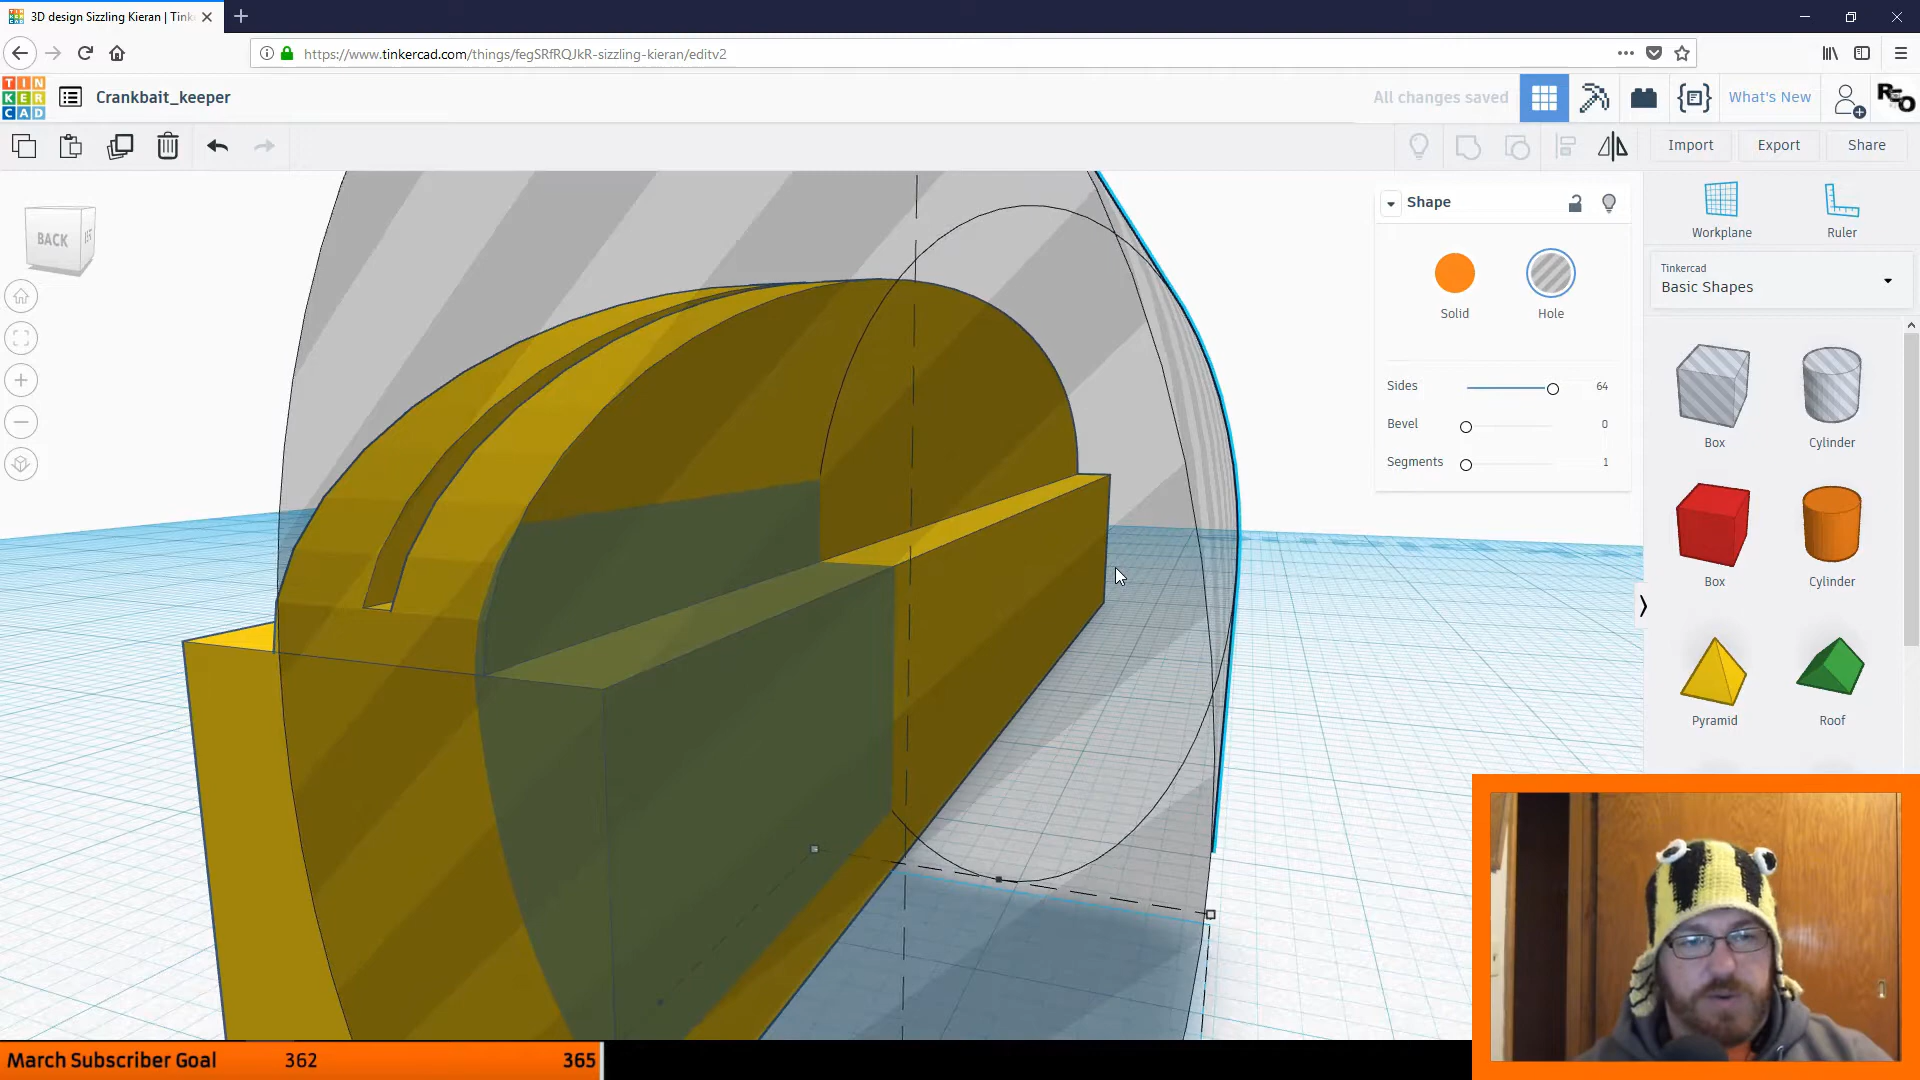 3D design Sizzling Kieran | Tink
https://www.tinkercad.com/things/fegSRfRQJkR-sizzling-kieran/editv2
TIN
KER
CAD
Crankbait_keeper
All changes saved
What's New
Import
Export
Share
BACK
Shape
Solid
Hole
Sides
64
Bevel
0
Segments
1
Workplane
Ruler
Tinkercad
Basic Shapes
Box
Cylinder
Box
Cylinder
Pyramid
Roof
March Subscriber Goal
362
365